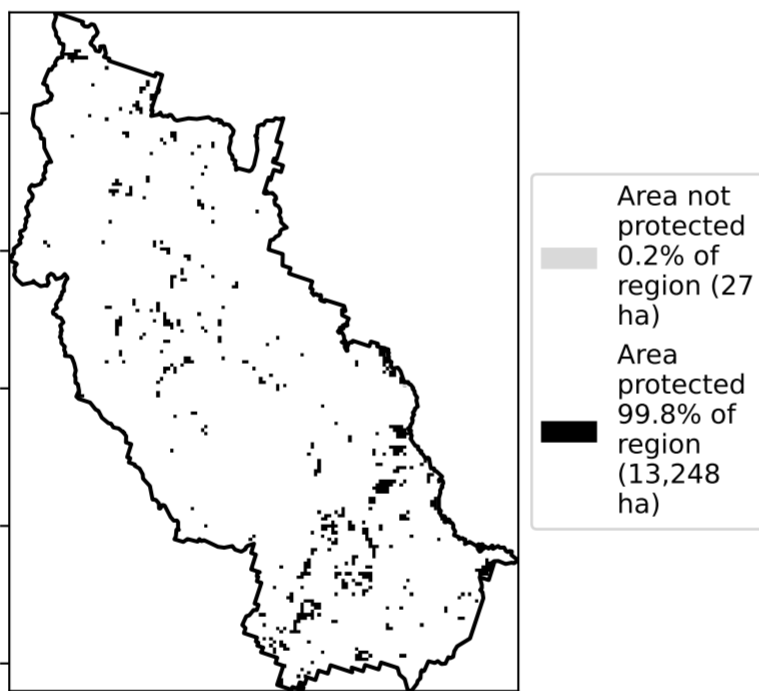 Area not
protected
0.2% of
region (27
ha)
Area
protected
99.8% of
region
(13,248
ha)